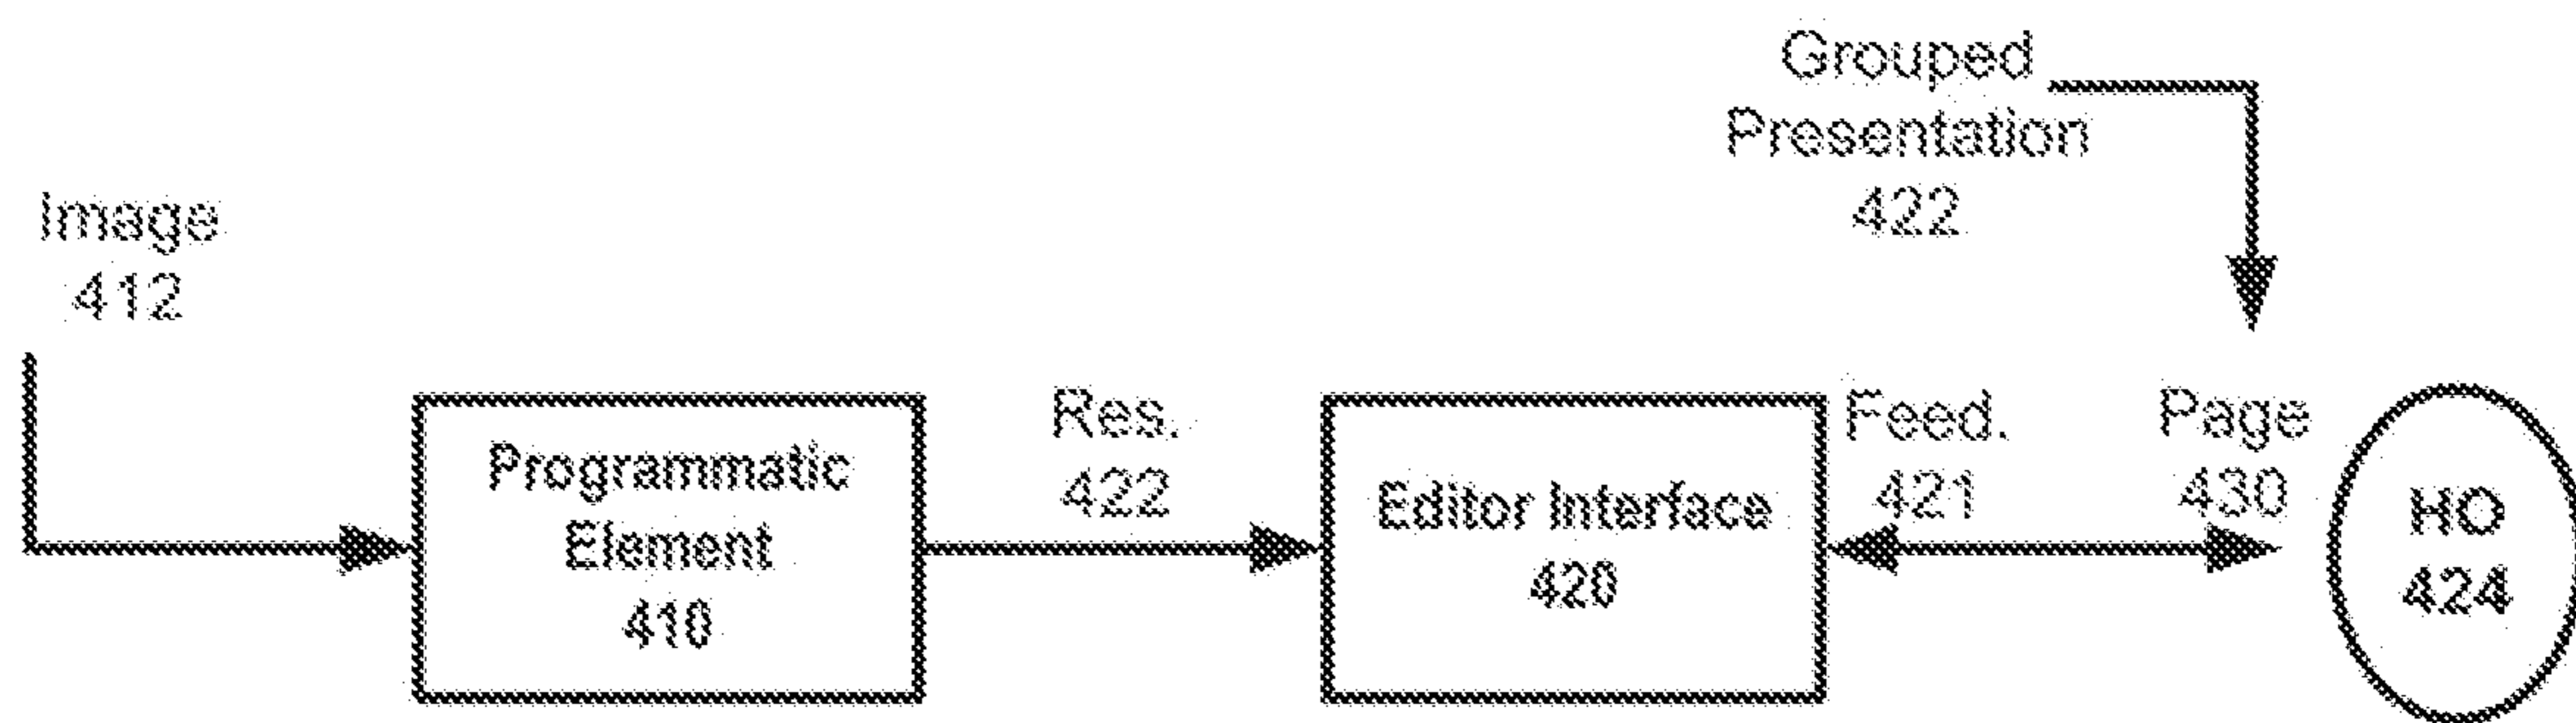 Grouped
Presentation
422
Image
412
Programmatic
Element
410
Res.
422
Editor Interface
420
Feed.
421
Page
430
HO
424